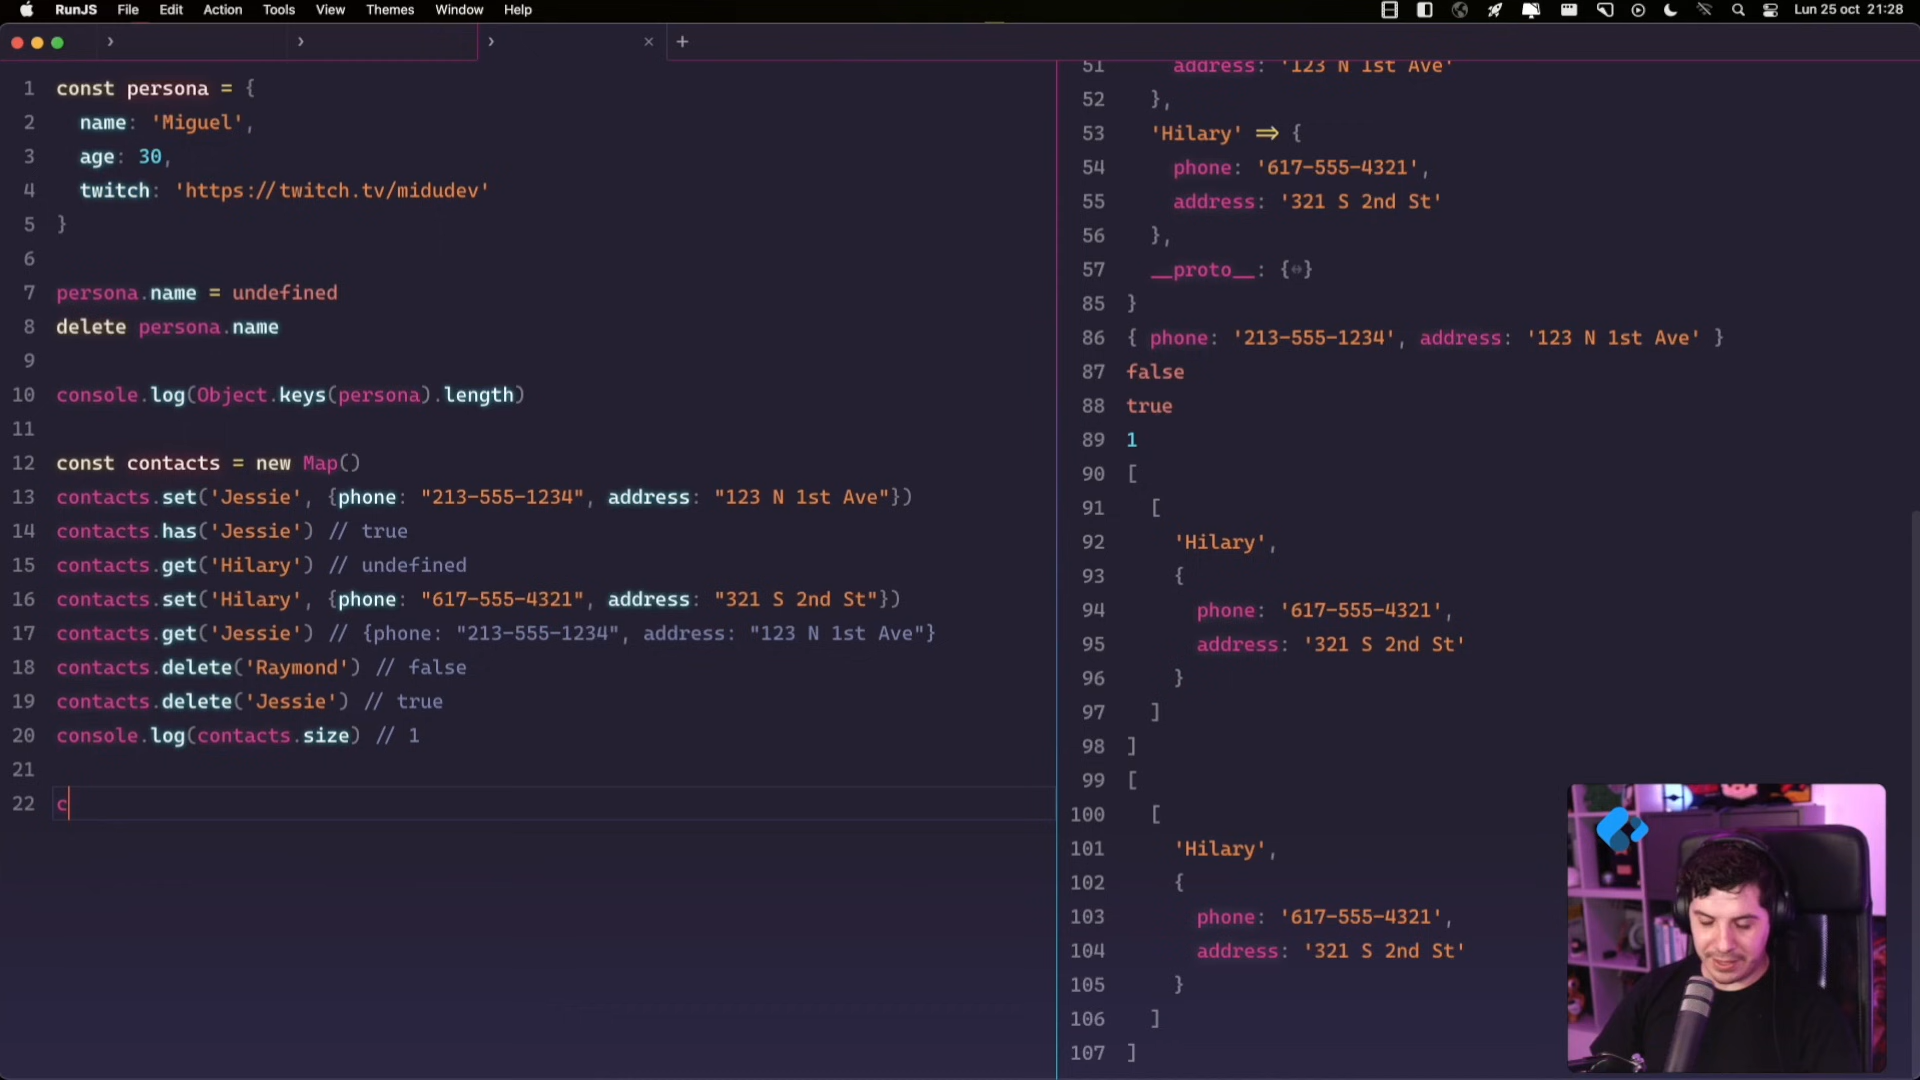 RunJS File Edit Action Tools View Themes Window Help Lun 25 oct 21:28
1 const persona = {
2 name: 'Miguel',
3 age: 30,
4 twitch: 'https://twitch.tv/midudev'
5 }
6
7 persona.name = undefined
8 delete persona.name
9
10 console.log(Object.keys(persona).length)
11
12 const contacts = new Map()
13 contacts.set('Jessie', {phone: "213-555-1234", address: "123 N 1st Ave"})
14 contacts.has('Jessie') // true
15 contacts.get('Hilary') // undefined
16 contacts.set('Hilary', {phone: "617-555-4321", address: "321 S 2nd St"})
17 contacts.get('Jessie') // {phone: "213-555-1234", address: "123 N 1st Ave"}
18 contacts.delete('Raymond') // false
19 contacts.delete('Jessie') // true
20 console.log(contacts.size) // 1
21
22 c
51 address: '123 N 1st Ave'
52 },
53 'Hilary' => {
54 phone: '617-555-4321',
55 address: '321 S 2nd St'
56 },
57 __proto__: {↔}
85 }
86 { phone: '213-555-1234', address: '123 N 1st Ave' }
87 false
88 true
89 1
90 [
91 [
92 'Hilary',
93 {
94 phone: '617-555-4321',
95 address: '321 S 2nd St'
96 }
97 ]
98 ]
99 [
100 [
101 'Hilary',
102 {
103 phone: '617-555-4321',
104 address: '321 S 2nd St'
105 }
106 ]
107 ]